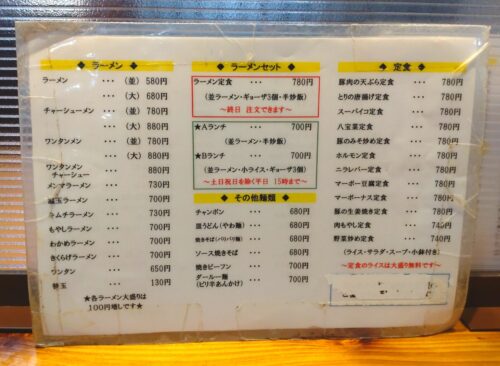 ◆ ラーメン ◆
ラーメン ・・・ (並) 580円
・・・ (大) 680円
チャーシューメン ・・・ (並) 780円
・・・ (大) 880円
ワンタンメン ・・・ (並) 780円
・・・ (大) 880円
ワンタンメン
チャーシュー ・・・ 880円
メンマラーメン ・・・ 730円
・・・ 700円
キムチラーメン ・・・ 730円
もやしラーメン ・・・ 700円
わかめラーメン ・・・ 700円
きくらげラーメン ・・・ 700円
ワンタン ・・・ 650円
替玉 ・・・ 130円
★各ラーメン大盛りは
100円増しです★
◆ ラーメンセット ◆
ラーメン定食 ・・・ 780円
(並ラーメン・ギョーザ3個・半炒飯)
～終日 注文できます～
★Aランチ ・・・ 700円
(並ラーメン・半炒飯)
★Bランチ ・・・ 700円
(並ラーメン・小ライス・ギョーザ3個)
～土日祝日を除く平日 15時まで～
◆ その他麺類 ◆
チャンポン ・・・ 680円
皿うどん(やわ麺) ・・・ 680円
焼きそば(パリパリ麺) ・・・ 680円
ソース焼きそば ・・・ 680円
焼きビーフン ・・・ 700円
ダールー麺 ・・・ 700円
(ピリ辛あんかけ)
定食 ◆
豚肉の天ぷら定食 ・・・ 780円
とりの唐揚げ定食 ・・・ 780円
スーパイコ定食 ・・・ 780円
八宝菜定食 ・・・ 780円
豚のみそ炒め定食 ・・・ 780円
ホルモン定食 ・・・ 780円
ニラレバー定食 ・・・ 780円
マーボー豆腐定食 ・・・ 780円
マーボーナス定食 ・・・ 780円
豚の生姜焼き定食 ・・・ 780円
肉もやし定食 ・・・ 740円
野菜炒め定食 ・・・ 740円
(ライス・サラダ・スープ・小鉢付き)
～定食のライスは大盛り無料です～